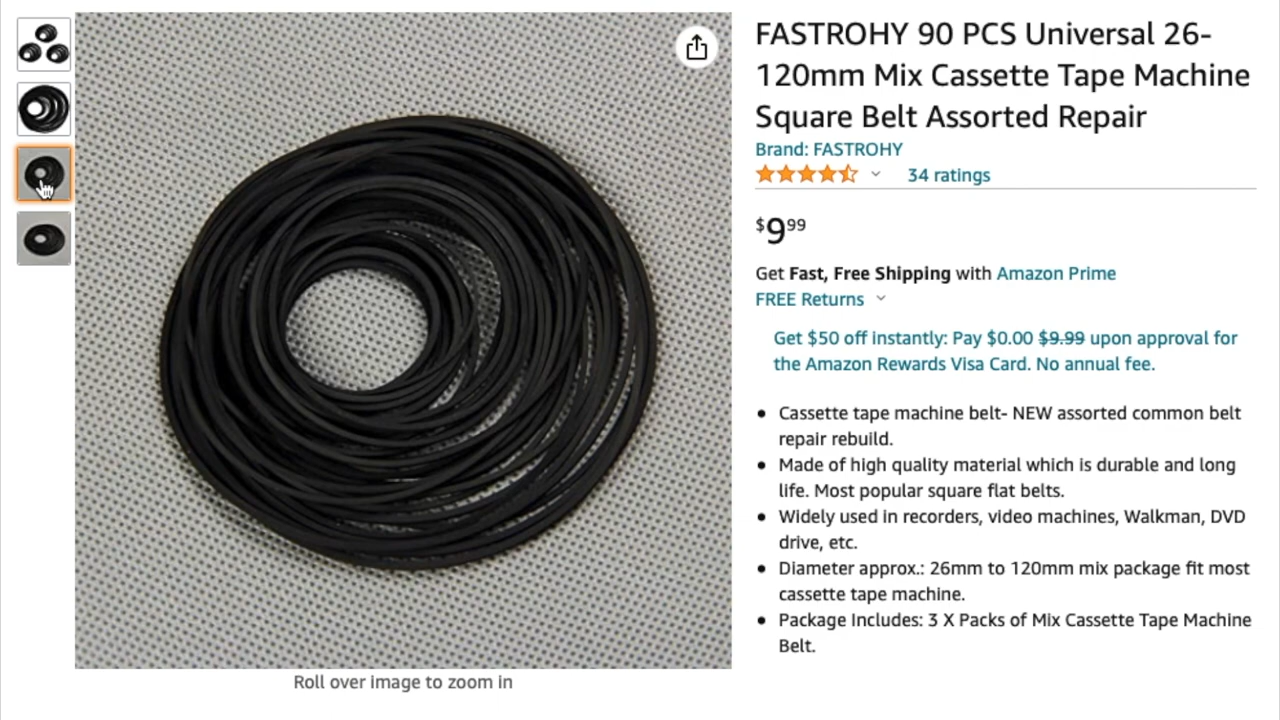 FASTROHY 90 PCS Universal 26-
120mm Mix Cassette Tape Machine
Square Belt Assorted Repair
Brand: FASTROHY
34 ratings
$9 99
Get Fast, Free Shipping with Amazon Prime
FREE Returns
Get $50 off instantly: Pay $0.00 $9.99 upon approval for
the Amazon Rewards Visa Card. No annual fee.
• Cassette tape machine belt- NEW assorted common belt
repair rebuild.
• Made of high quality material which is durable and long
life. Most popular square flat belts.
• Widely used in recorders, video machines, Walkman, DVD
drive, etc.
• Diameter approx.: 26mm to 120mm mix package fit most
cassette tape machine.
• Package Includes: 3 X Packs of Mix Cassette Tape Machine
Belt.
Roll over image to zoom in